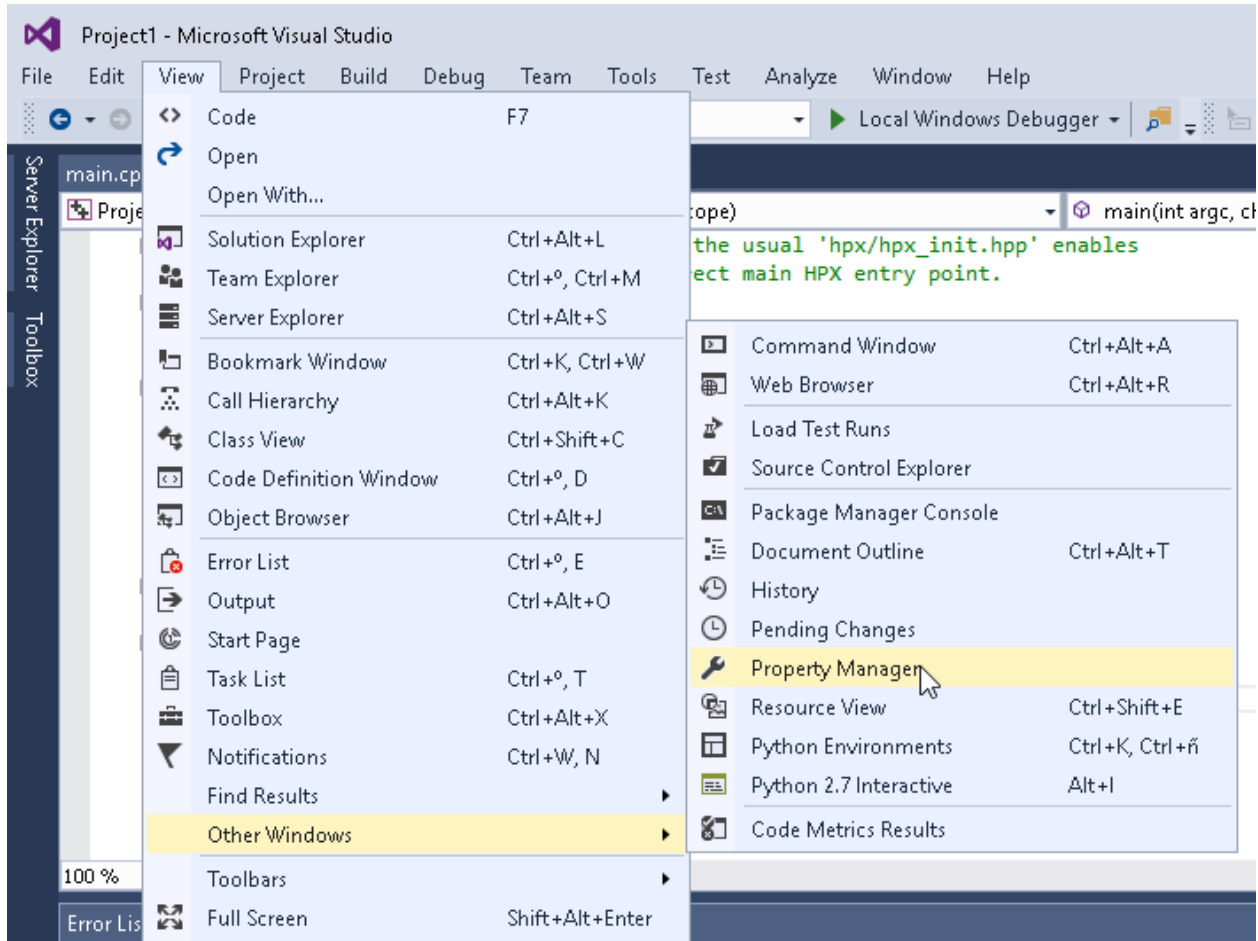 Project1 - Microsoft Visual Studio
File Edit View Project Build Debug Team Tools Test Analyze Window Help
Local Windows Debugger
Server Explorer
Toolbox
main.cp
Proje
cope)
main(int argc, ch
the usual 'hpx/hpx_init.hpp' enables
ect main HPX entry point.
Code F7
Open
Open With...
Solution Explorer Ctrl+Alt+L
Team Explorer Ctrl+º, Ctrl+M
Server Explorer Ctrl+Alt+S
Bookmark Window Ctrl+K, Ctrl+W
Call Hierarchy Ctrl+Alt+K
Class View Ctrl+Shift+C
Code Definition Window Ctrl+º, D
Object Browser Ctrl+Alt+J
Error List Ctrl+º, E
Output Ctrl+Alt+O
Start Page
Task List Ctrl+º, T
Toolbox Ctrl+Alt+X
Notifications Ctrl+W, N
Find Results
Other Windows
Toolbars
Full Screen Shift+Alt+Enter
Command Window Ctrl+Alt+A
Web Browser Ctrl+Alt+R
Load Test Runs
Source Control Explorer
Package Manager Console
Document Outline Ctrl+Alt+T
History
Pending Changes
Property Manager
Resource View Ctrl+Shift+E
Python Environments Ctrl+K, Ctrl+ñ
Python 2.7 Interactive Alt+I
Code Metrics Results
100 %
Error Lis